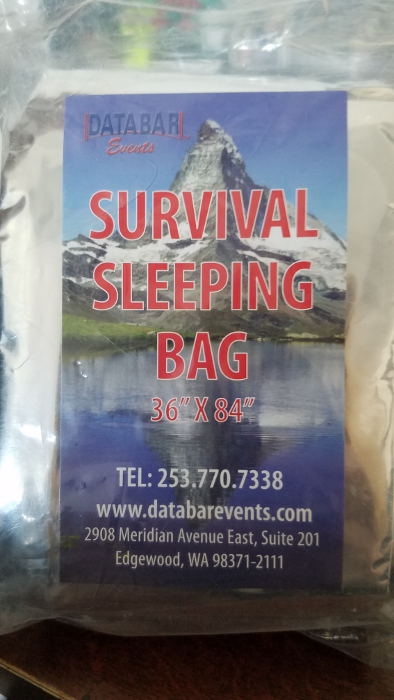 DATABAR
Events
SURVIVAL
SLEEPING
BAG
36" X 84"
TEL: 253.770.7338
www.databarevents.com
2908 Meridian Avenue East, Suite 201
Edgewood, WA 98371-2111